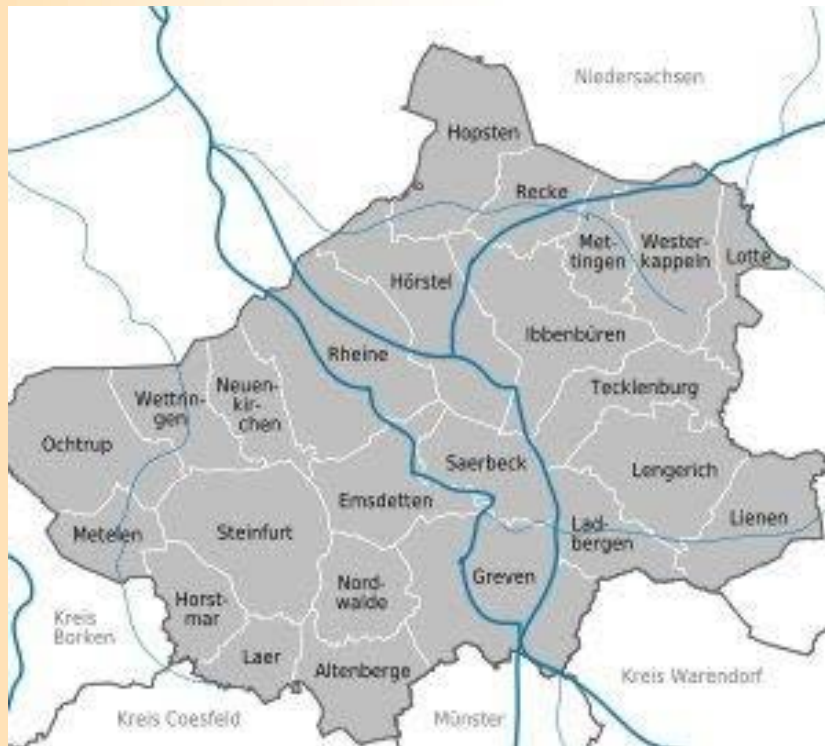 Niedersachsen
Hopsten
Recke
Met-
tingen
Wester-
kappeln
Lotte
Hörstel
Ibbenbüren
Rheine
Tecklenburg
Neuen-
kir-
chen
Wettrin-
gen
Ochtrup
Saerbeck
Lengerich
Emsdetten
Lienen
Metelen
Steinfurt
Lad-
bergen
Greven
Nord-
walde
Horst-
mar
Kreis
Borken
Laer
Altenberge
Kreis Warendorf
Kreis Coesfeld
Münster